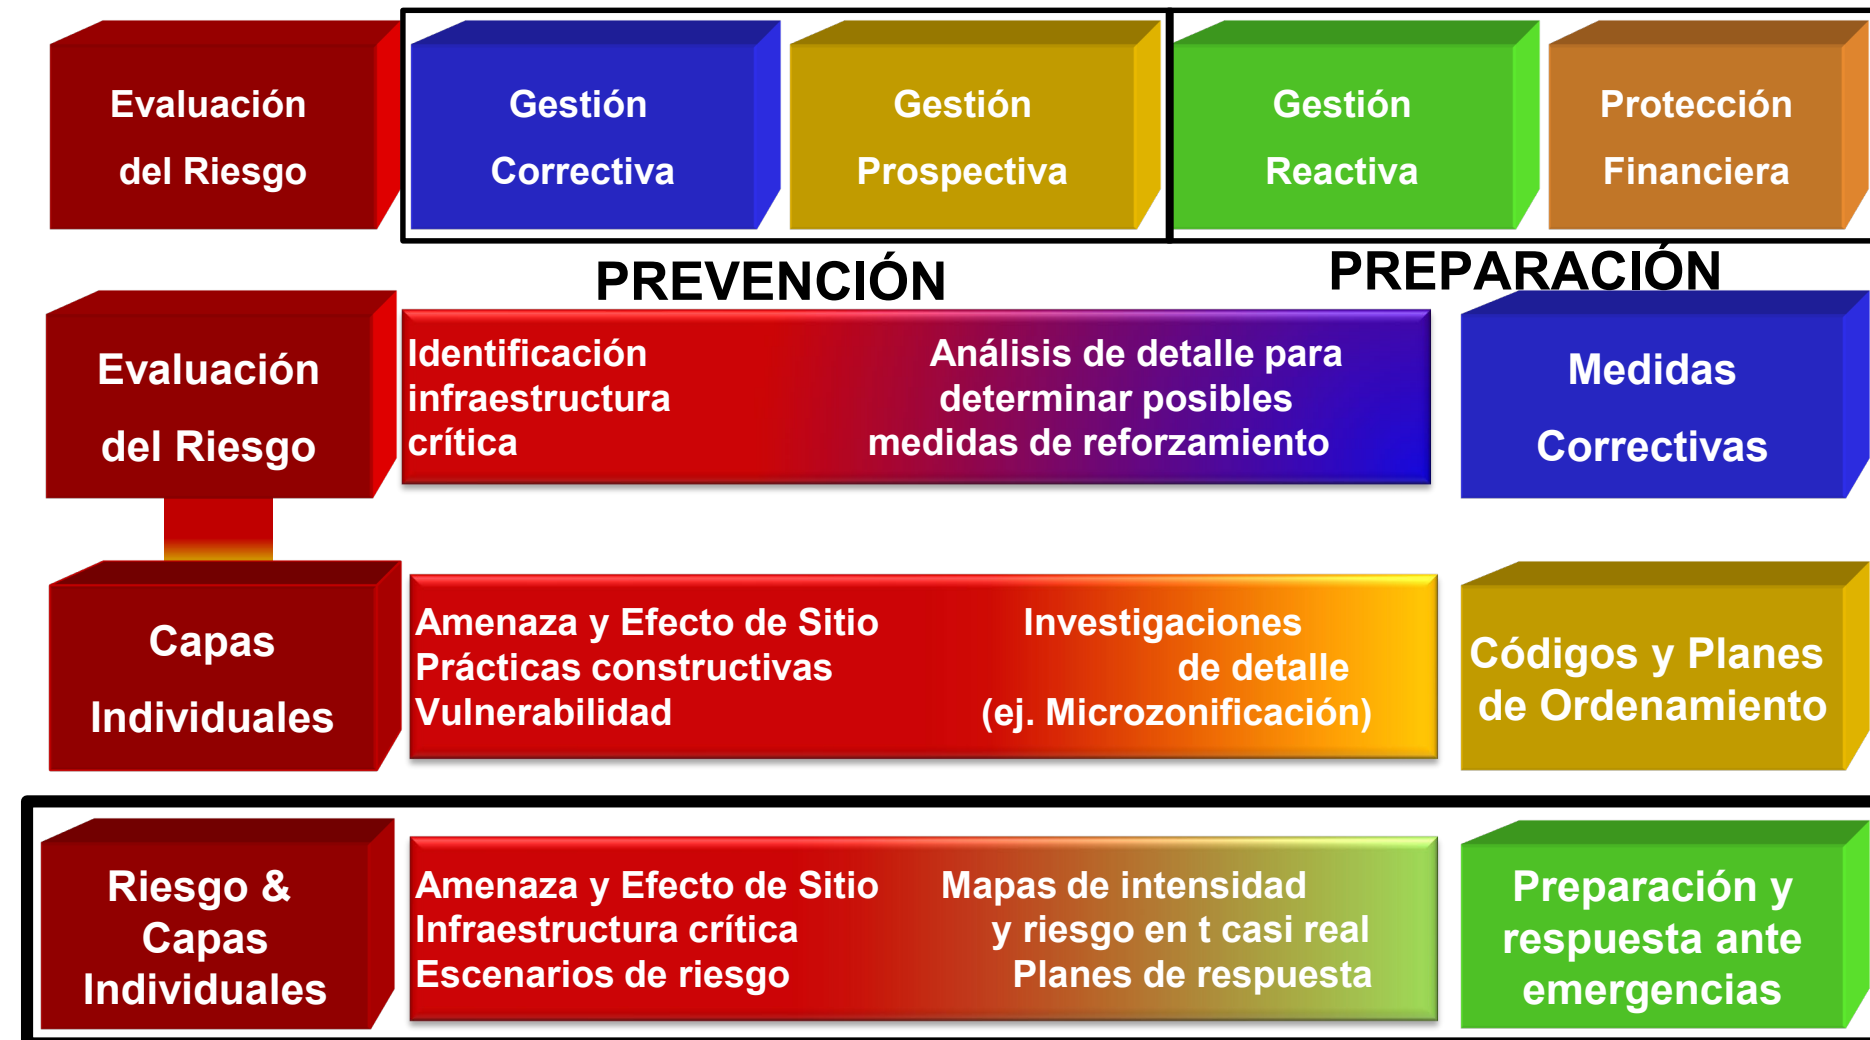 Evaluación
del Riesgo
Gestión
Correctiva
Gestión
Prospectiva
Gestión
Reactiva
Protección
Financiera
PREVENCIÓN
PREPARACIÓN
Evaluación
del Riesgo
Identificación
infraestructura
crítica
Análisis de detalle para
determinar posibles
medidas de reforzamiento
Medidas
Correctivas
Capas
Individuales
Amenaza y Efecto de Sitio
Prácticas constructivas
Vulnerabilidad
Investigaciones
de detalle
(ej. Microzonificación)
Códigos y Planes
de Ordenamiento
Riesgo &
Capas
Individuales
Amenaza y Efecto de Sitio
Infraestructura crítica
Escenarios de riesgo
Mapas de intensidad
y riesgo en t casi real
Planes de respuesta
Preparación y
respuesta ante
emergencias